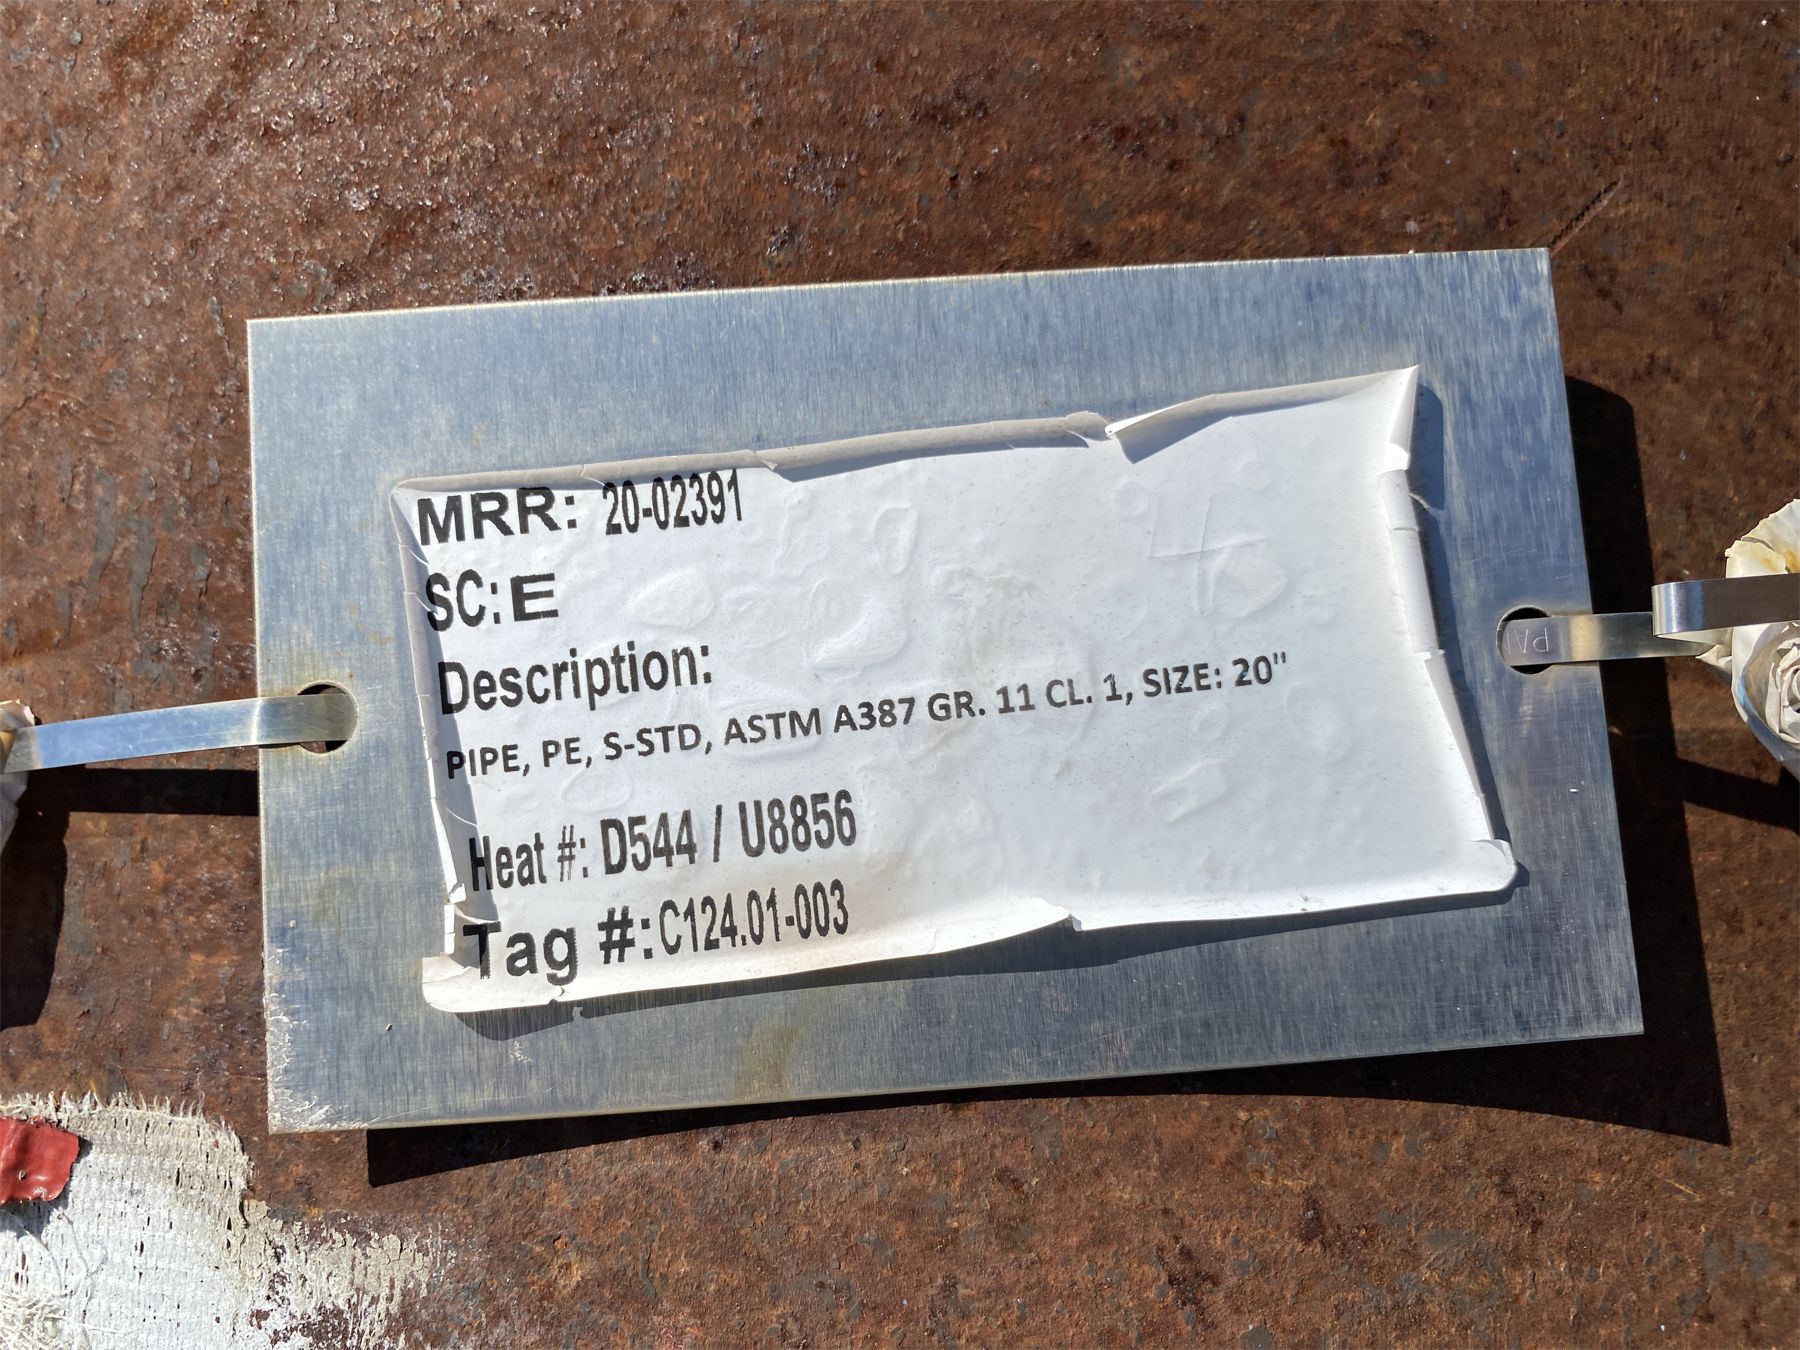 MRR: 20-02391
SC: E
Description:
PIPE, PE, S-STD, ASTM A387 GR. 11 CL. 1, SIZE: 20"
Heat #: D544 / U8856
Tag #: C124.01-003
PA